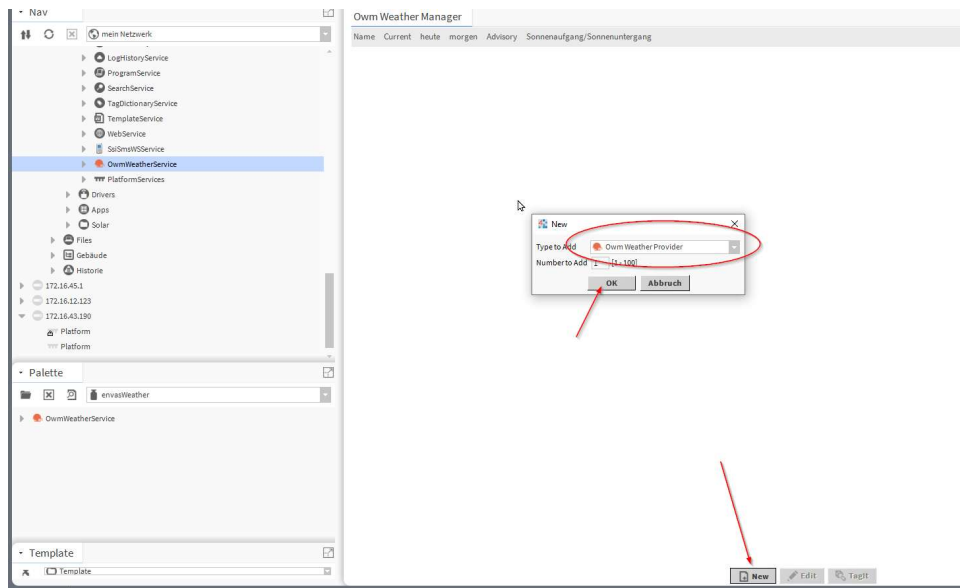 Nav
mein Netzwerk
LogHistoryService
ProgramService
SearchService
TagDictionaryService
TemplateService
WebService
SsiSmsWSService
OwmWeatherService
PlatformServices
Drivers
Apps
Solar
Files
Gebäude
Historie
172.16.45.1
172.16.12.123
172.16.43.190
Platform
Platform
Palette
envasWeather
OwmWeatherService
Template
Template
Owm Weather Manager
Name Current heute morgen Advisory Sonnenaufgang/Sonnenuntergang
New
Type to Add Owm Weather Provider
Number to Add 1 [1 - 100]
OK Abbruch
New Edit TagIt